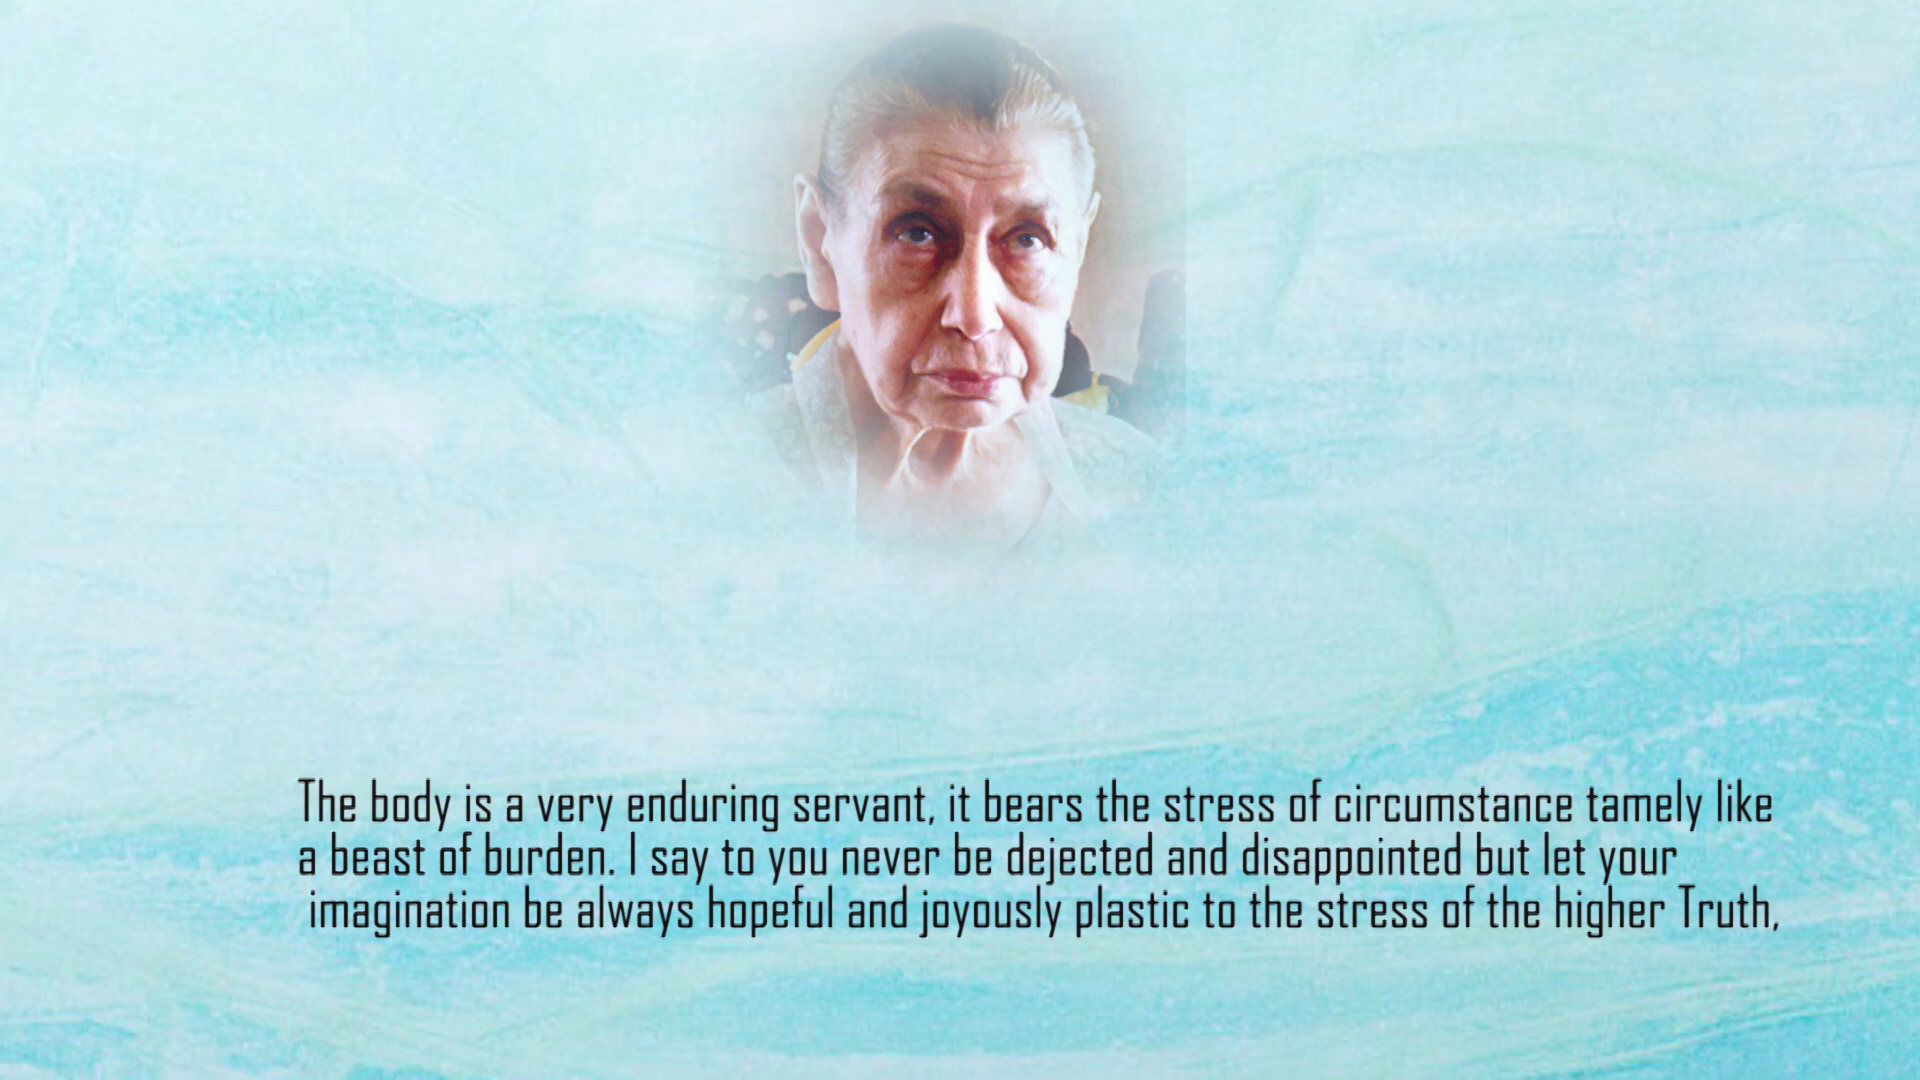 The body is a very enduring servant, it bears the stress of circumstance tamely like
a beast of burden. I say to you never be dejected and disappointed but let your
imagination be always hopeful and joyously plastic to the stress of the higher Truth,